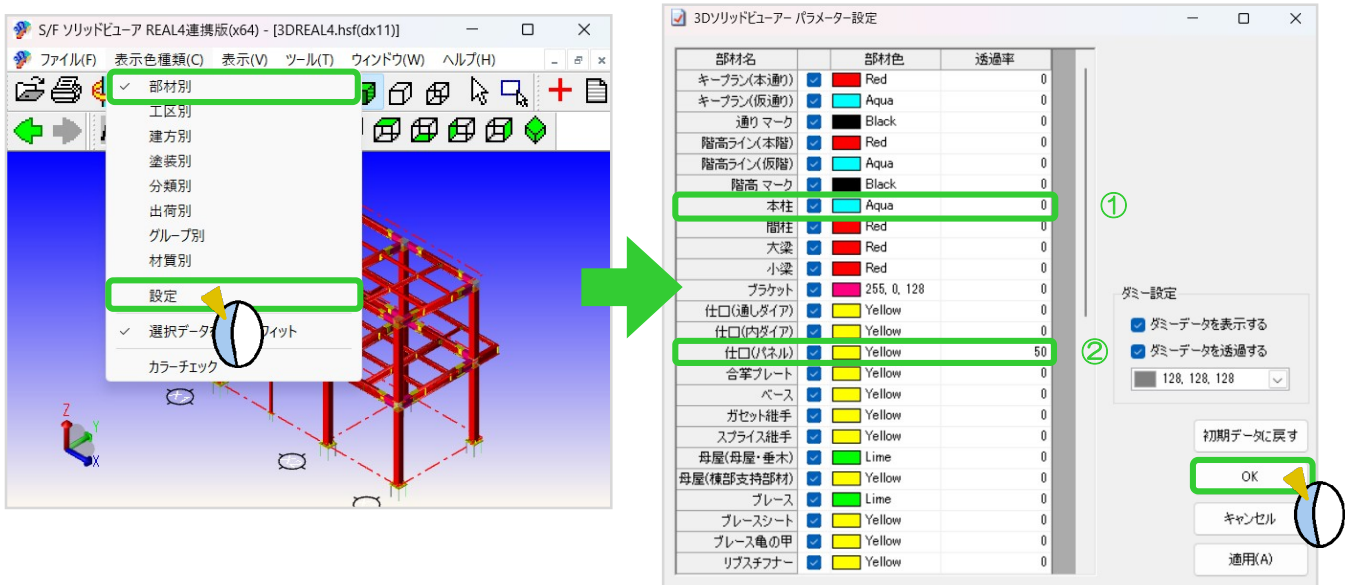 S/F ソリッドビューア REAL4連携版(x64) - [3DREAL4.hsf(dx11)]
ファイル(F) 表示色種類(C) 表示(V) ツール(T) ウィンドウ(W) ヘルプ(H)
部材別
工区別
建方別
塗装別
分類別
出荷別
グループ別
材質別
設定
選択データ
フィット
カラーチェック
Z
Y
X
3Dソリッドビューアー パラメーター設定
部材名 部材色 透過率
キープラン(本通り) Red 0
キープラン(仮通り) Aqua 0
通り マーク Black 0
階高ライン(本階) Red 0
階高ライン(仮階) Aqua 0
階高 マーク Black 0
本柱 Aqua 0
①
間柱 Red 0
大梁 Red 0
小梁 Red 0
ブラケット 255, 0, 128 0
仕口(通しダイア) Yellow 0
仕口(内ダイア) Yellow 0
仕口(パネル) Yellow 50
②
合掌プレート Yellow 0
ベース Yellow 0
ガセット継手 Yellow 0
スプライス継手 Yellow 0
母屋(母屋・垂木) Lime 0
母屋(棟部支持部材) Yellow 0
ブレース Lime 0
ブレースシート Yellow 0
ブレース亀の甲 Yellow 0
リブスチフナー Yellow 0
ダミー設定
ダミーデータを表示する
ダミーデータを透過する
128, 128, 128
初期データに戻す
OK
キャンセル
適用(A)